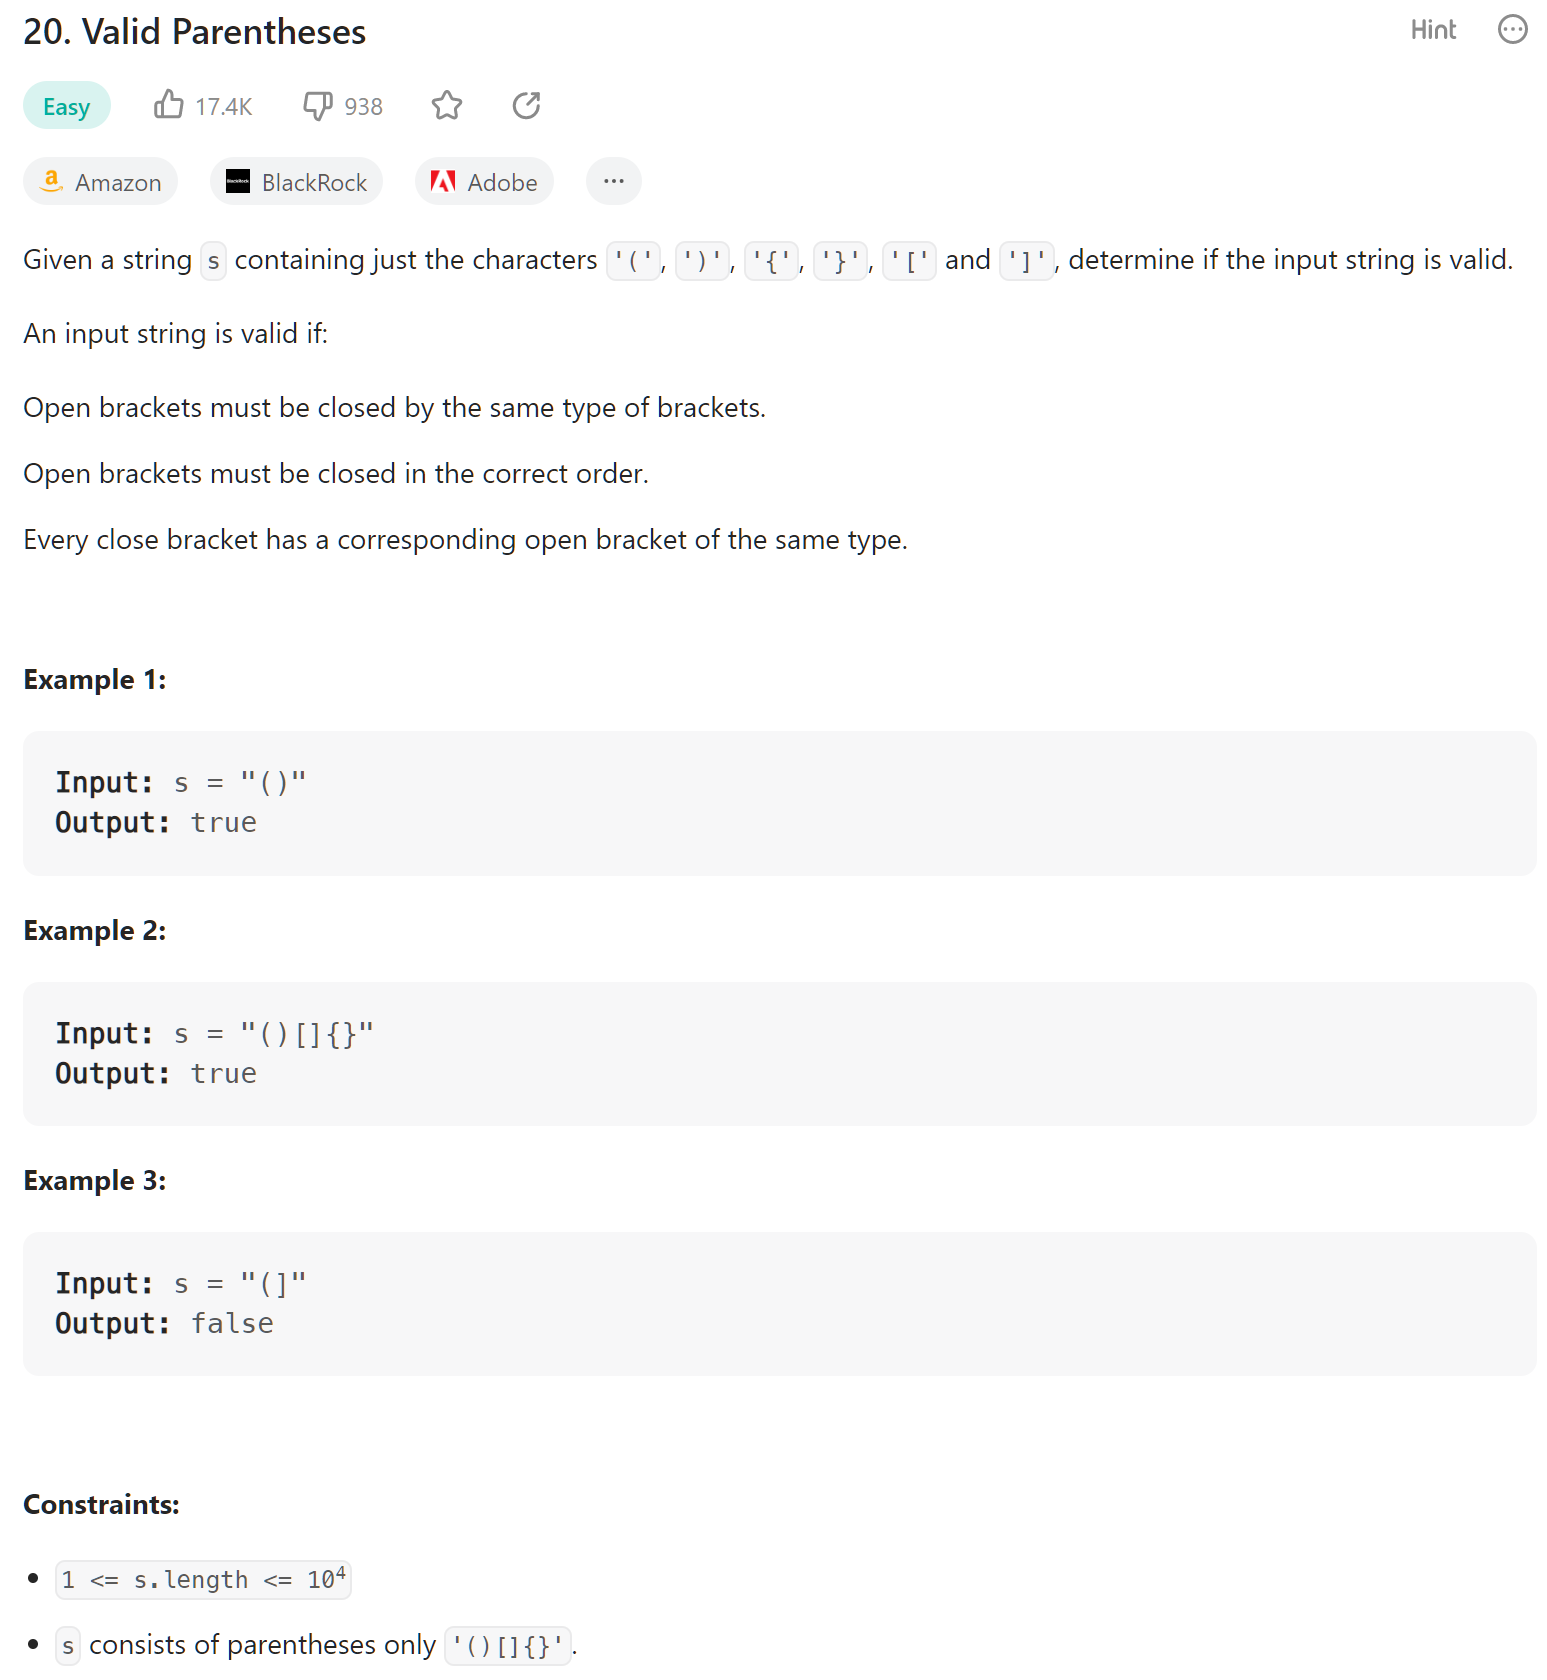 20. Valid Parentheses
Hint
Easy 17.4K 938
Amazon BlackRock Adobe ...
Given a string s containing just the characters '(', ')', '{', '}', '[' and ']', determine if the input string is valid.
An input string is valid if:
Open brackets must be closed by the same type of brackets.
Open brackets must be closed in the correct order.
Every close bracket has a corresponding open bracket of the same type.
Example 1:
Input: s = "()"
Output: true
Example 2:
Input: s = "()[]{}"
Output: true
Example 3:
Input: s = "(]"
Output: false
Constraints:
• 1 <= s.length <= 10⁴
• s consists of parentheses only '()[]{}'.